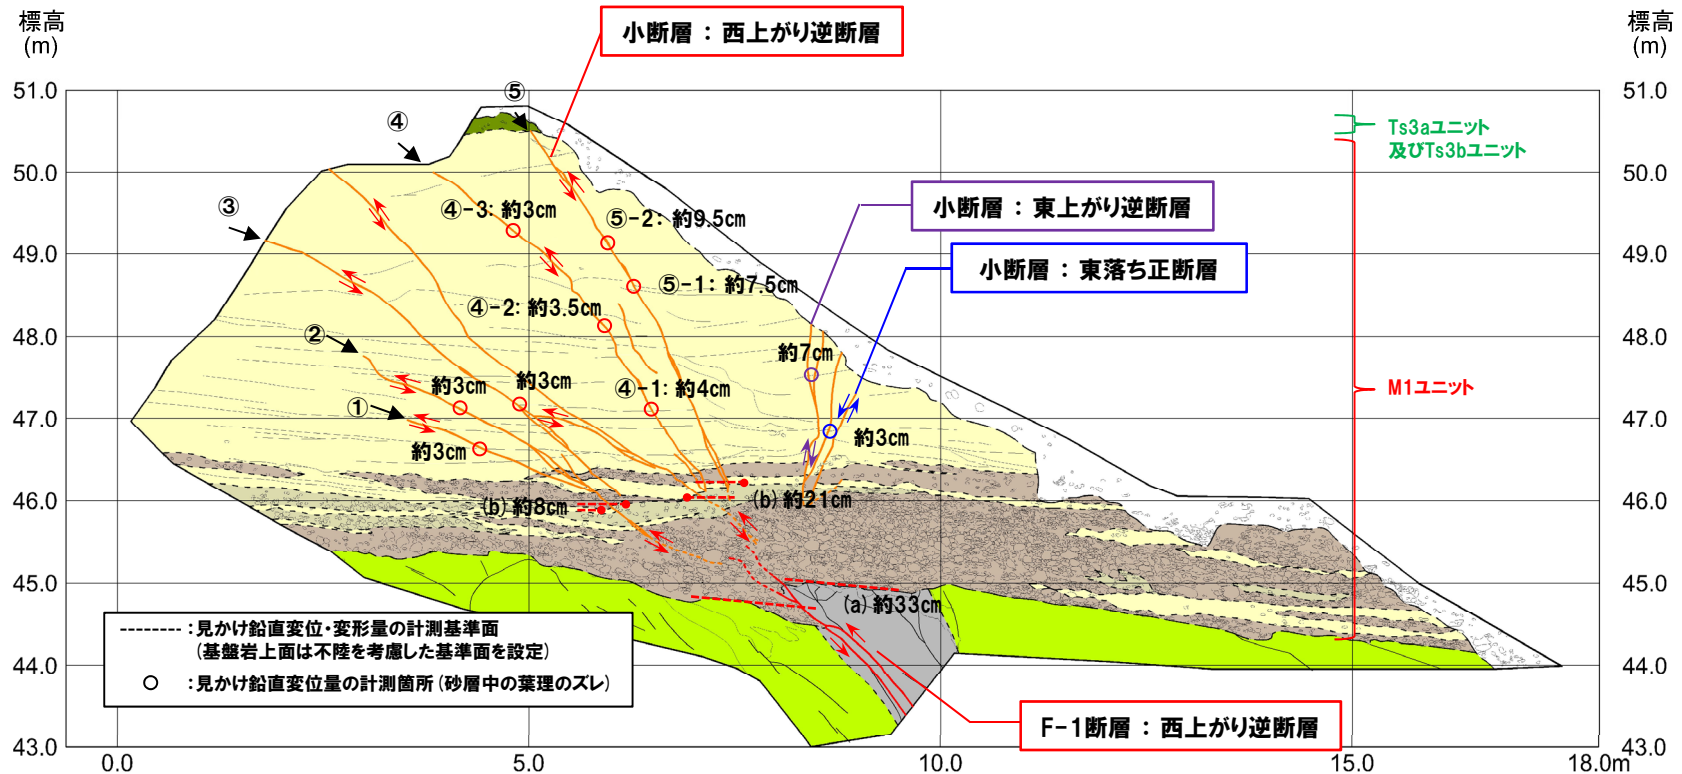 標高
(m)
標高
(m)
小断層 : 西上がり逆断層
51.0
51.0
⑤
④
Ts3aユニット
及びTs3bユニット
50.0
50.0
③
④-3: 約3cm
⑤-2: 約9.5cm
小断層 : 東上がり逆断層
49.0
49.0
小断層 : 東落ち正断層
⑤-1: 約7.5cm
④-2: 約3.5cm
48.0
48.0
②
約7cm
約3cm
約3cm
④-1: 約4cm
M1ユニット
①
47.0
47.0
約3cm
約3cm
46.0
46.0
(b) 約8cm
(b) 約21cm
45.0
45.0
(a) 約33cm
:見かけ鉛直変位・変形量の計測基準面
(基盤岩上面は不陸を考慮した基準面を設定)
:見かけ鉛直変位量の計測箇所(砂層中の葉理のズレ)
44.0
44.0
F-1断層 : 西上がり逆断層
43.0
43.0
0.0
5.0
10.0
15.0
18.0m